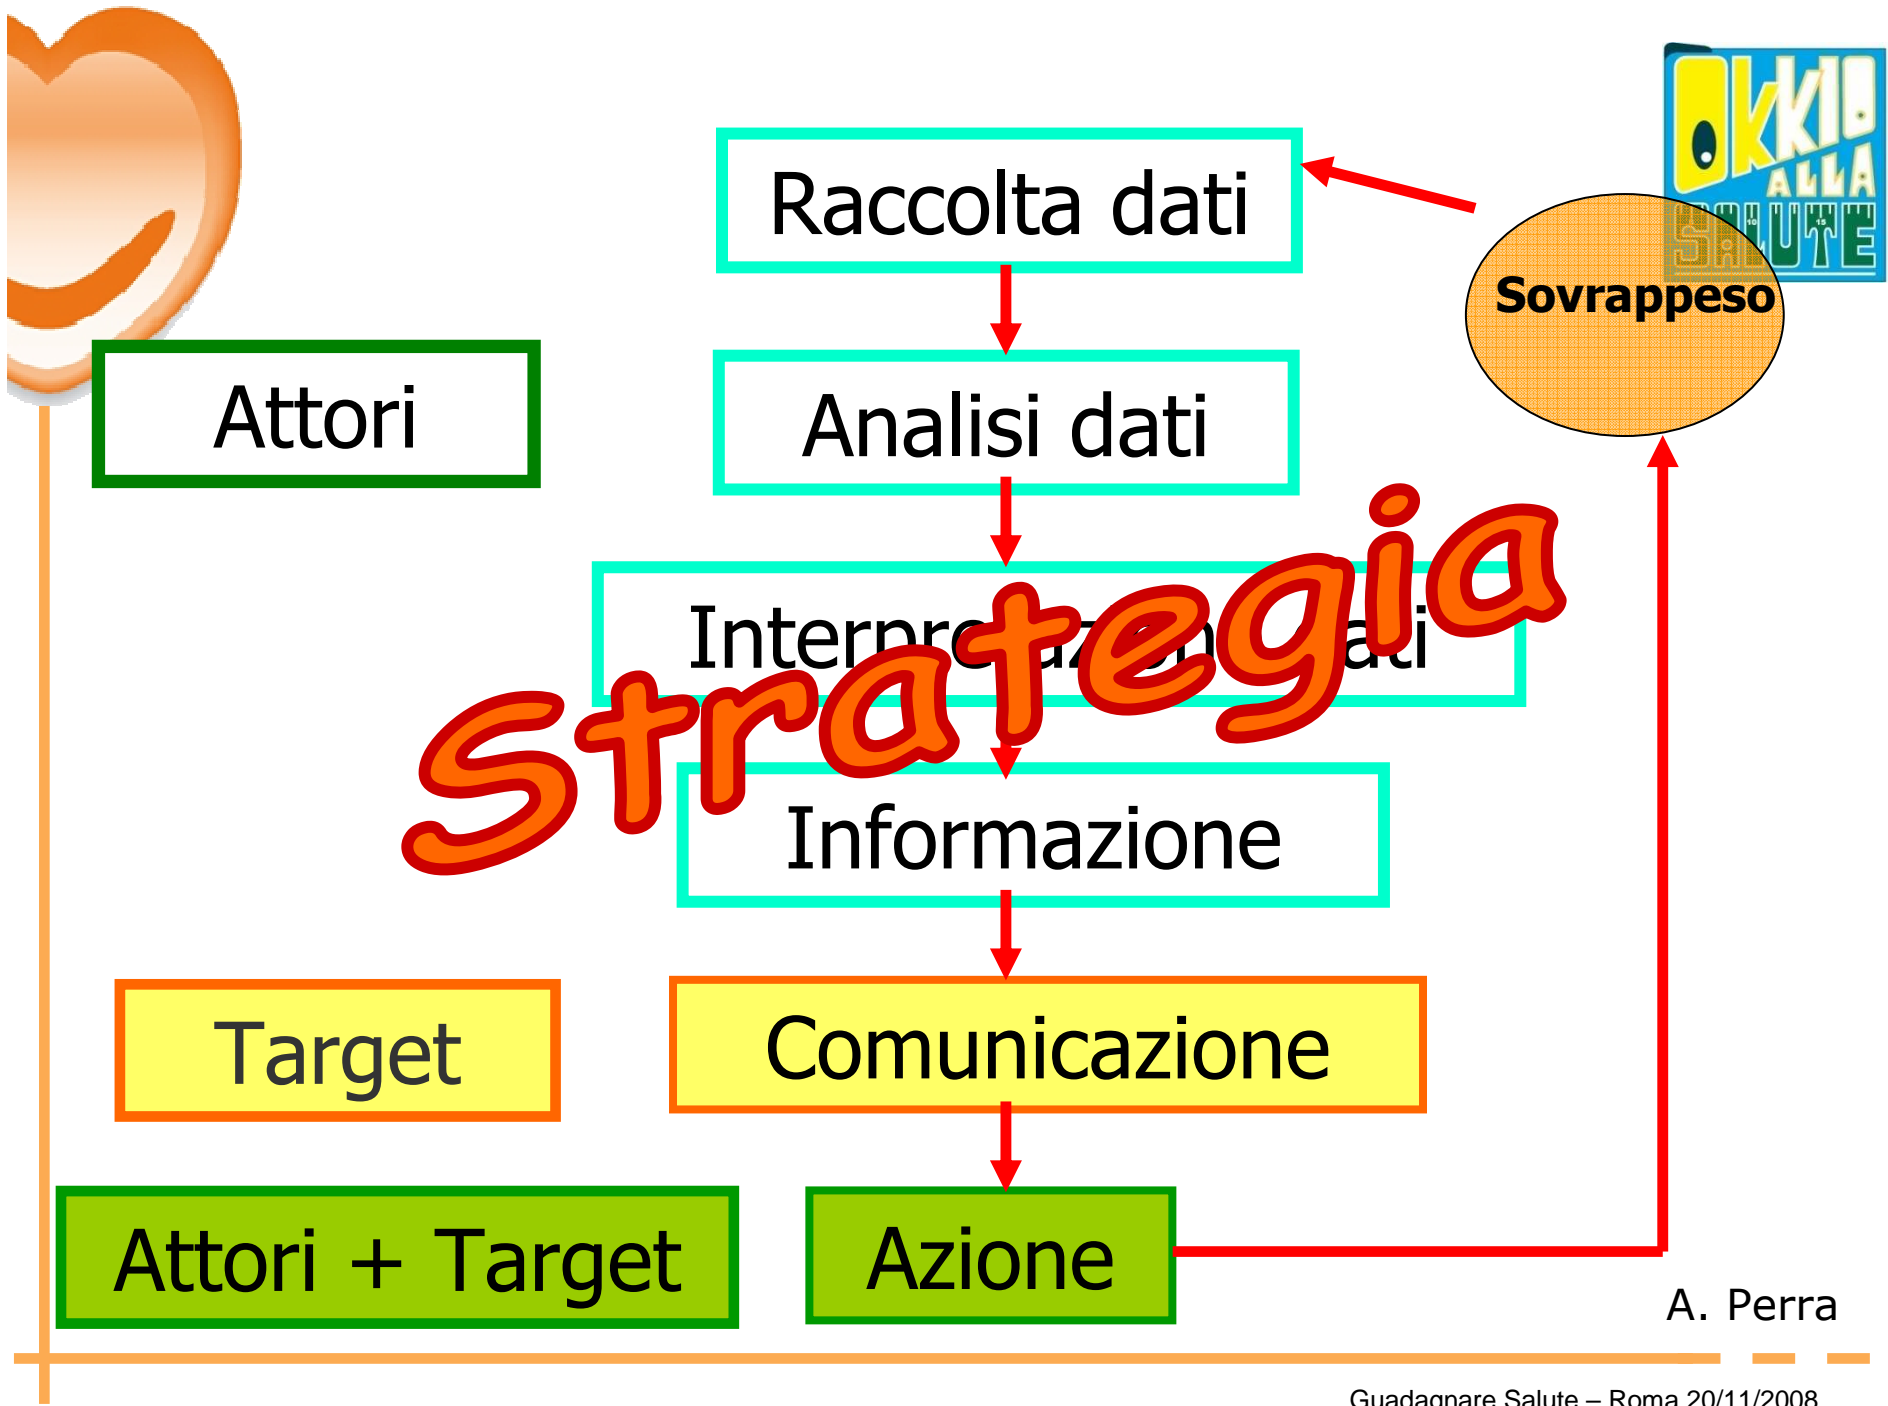 OKKIO
ALLA
SALUTE
Raccolta dati
Sovrappeso
Attori
Analisi dati
Strategia
Informazione
Target
Comunicazione
Attori + Target
Azione
A. Perra
Guadagnare Salute – Roma 20/11/2008